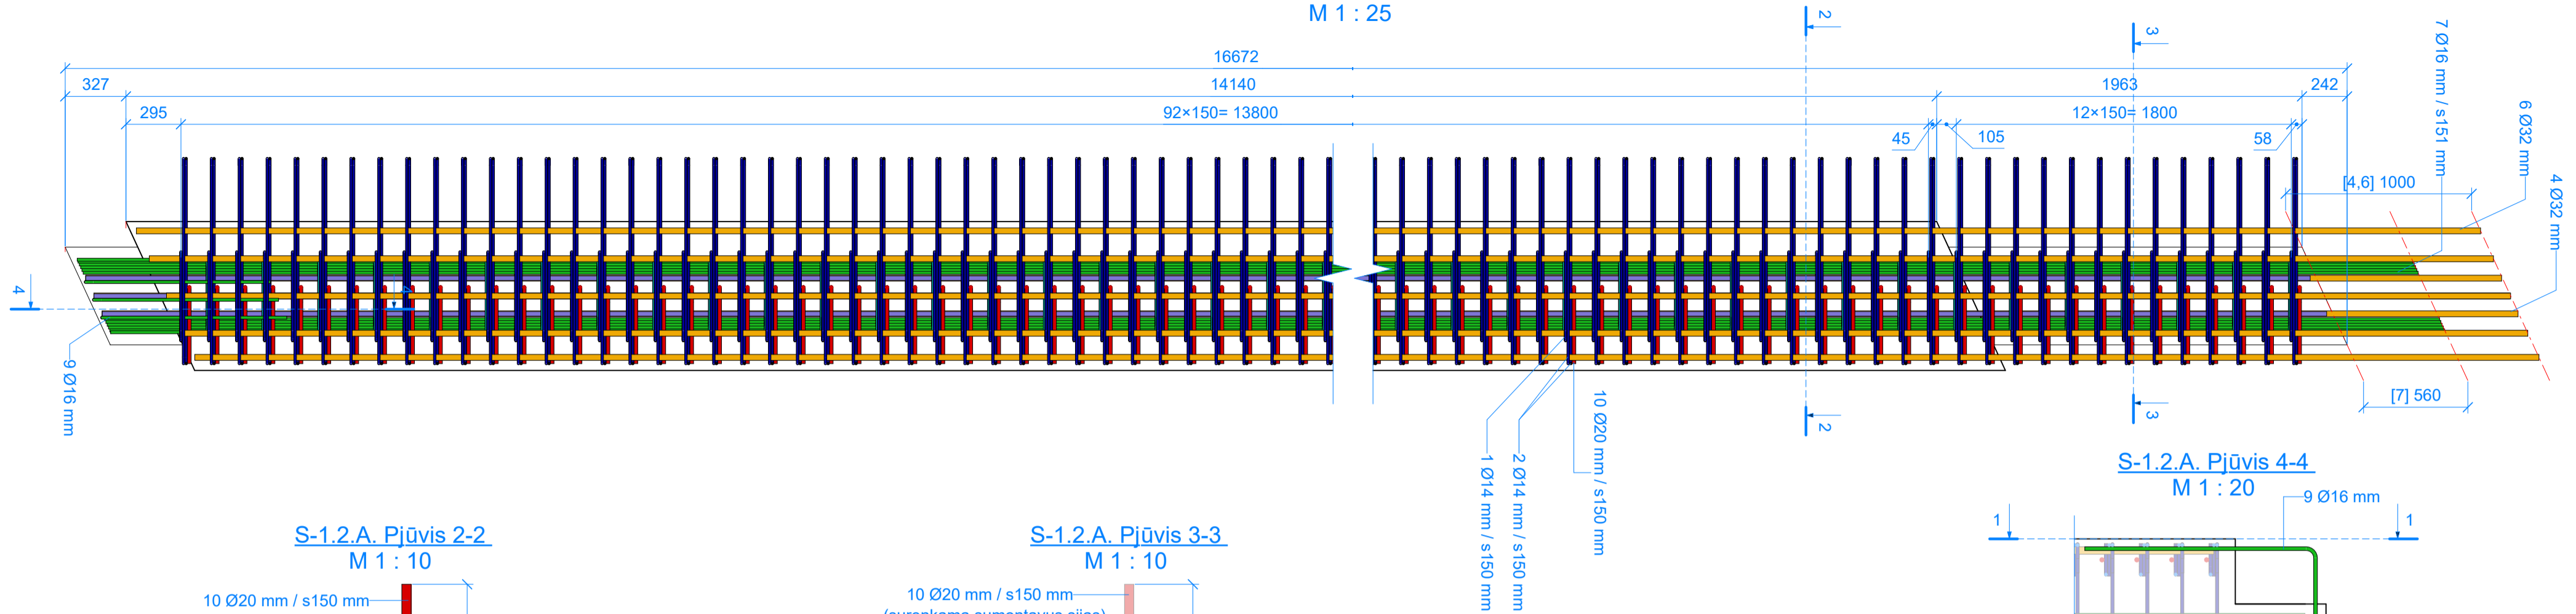 M 1 : 25
2
3
16672
327
14140
1963
242
295
92×150= 13800
12×150= 1800
45
105
58
7 Ø16 mm / s151 mm
6 Ø32 mm
4 Ø32 mm
[4,6] 1000
4
4
9 Ø16 mm
[7] 560
2
3
1 Ø14 mm / s150 mm
2 Ø14 mm / s150 mm
10 Ø20 mm / s150 mm
S-1.2.A. Pjūvis 4-4
M 1 : 20
9 Ø16 mm
1
1
S-1.2.A. Pjūvis 2-2
M 1 : 10
10 Ø20 mm / s150 mm
S-1.2.A. Pjūvis 3-3
M 1 : 10
10 Ø20 mm / s150 mm